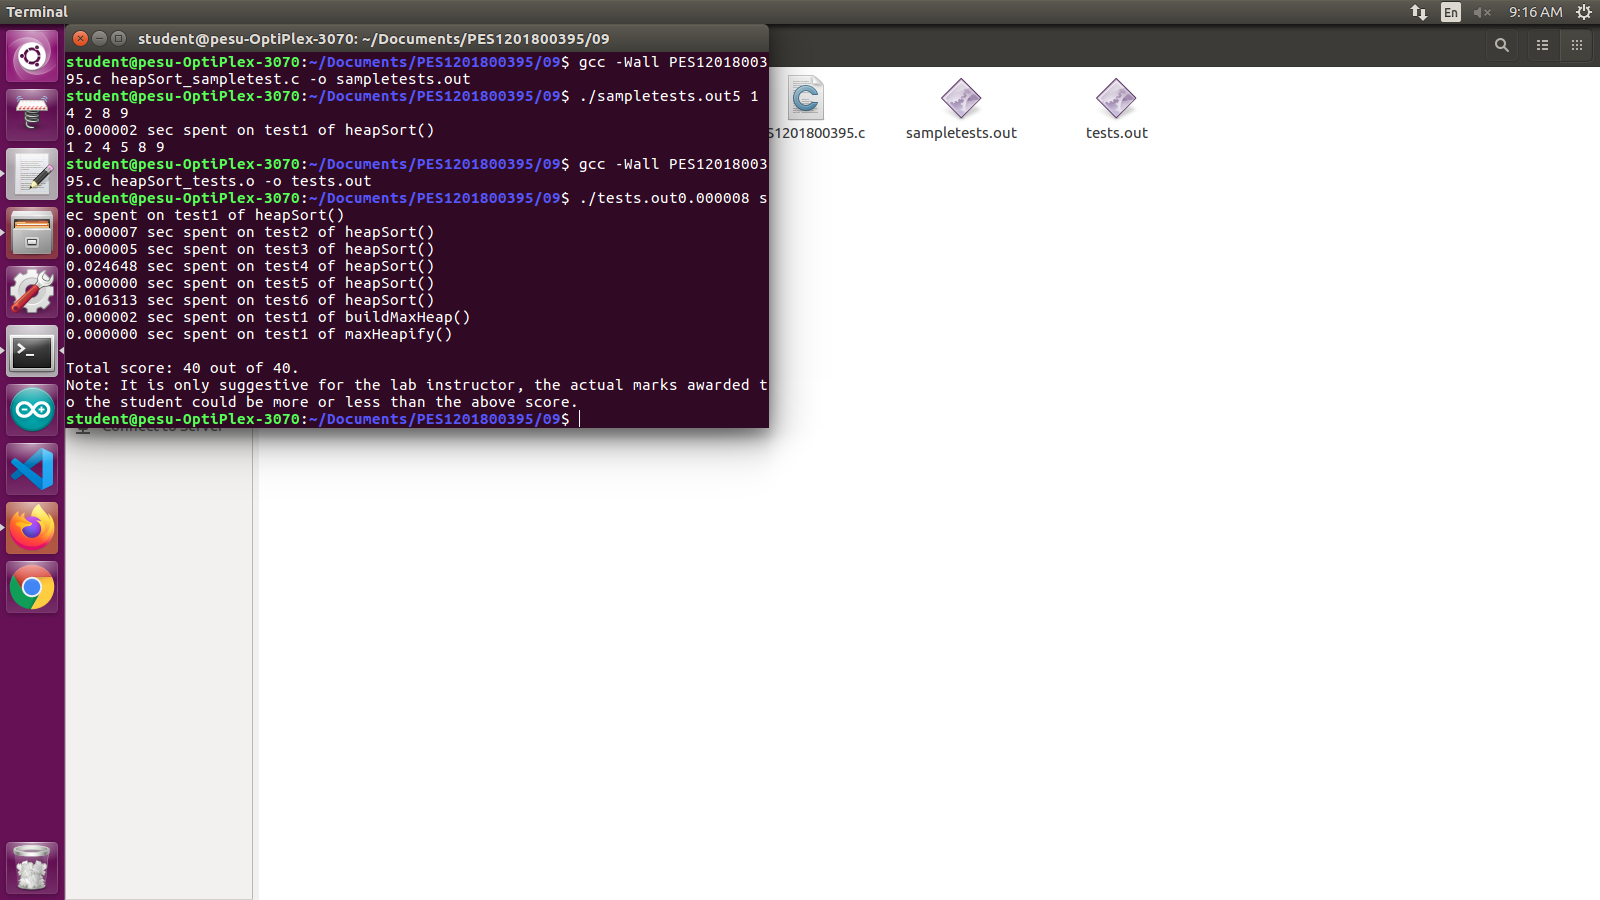 Terminal
En
9:16 AM
student@pesu-OptiPlex-3070: ~/Documents/PES1201800395/09
student@pesu-OptiPlex-3070:~/Documents/PES1201800395/09$ gcc -Wall PES12018003
95.c heapSort_sampletest.c -o sampletests.out
student@pesu-OptiPlex-3070:~/Documents/PES1201800395/09$ ./sampletests.out5 1
4 2 8 9
0.000002 sec spent on test1 of heapSort()
1 2 4 5 8 9
student@pesu-OptiPlex-3070:~/Documents/PES1201800395/09$ gcc -Wall PES12018003
95.c heapSort_tests.o -o tests.out
student@pesu-OptiPlex-3070:~/Documents/PES1201800395/09$ ./tests.out0.000008 s
ec spent on test1 of heapSort()
0.000007 sec spent on test2 of heapSort()
0.000005 sec spent on test3 of heapSort()
0.024648 sec spent on test4 of heapSort()
0.000000 sec spent on test5 of heapSort()
0.016313 sec spent on test6 of heapSort()
0.000002 sec spent on test1 of buildMaxHeap()
0.000000 sec spent on test1 of maxHeapify()
Total score: 40 out of 40.
Note: It is only suggestive for the lab instructor, the actual marks awarded t
o the student could be more or less than the above score.
student@pesu-OptiPlex-3070:~/Documents/PES1201800395/09$
S1201800395.c
sampletests.out
tests.out
Connect to Server